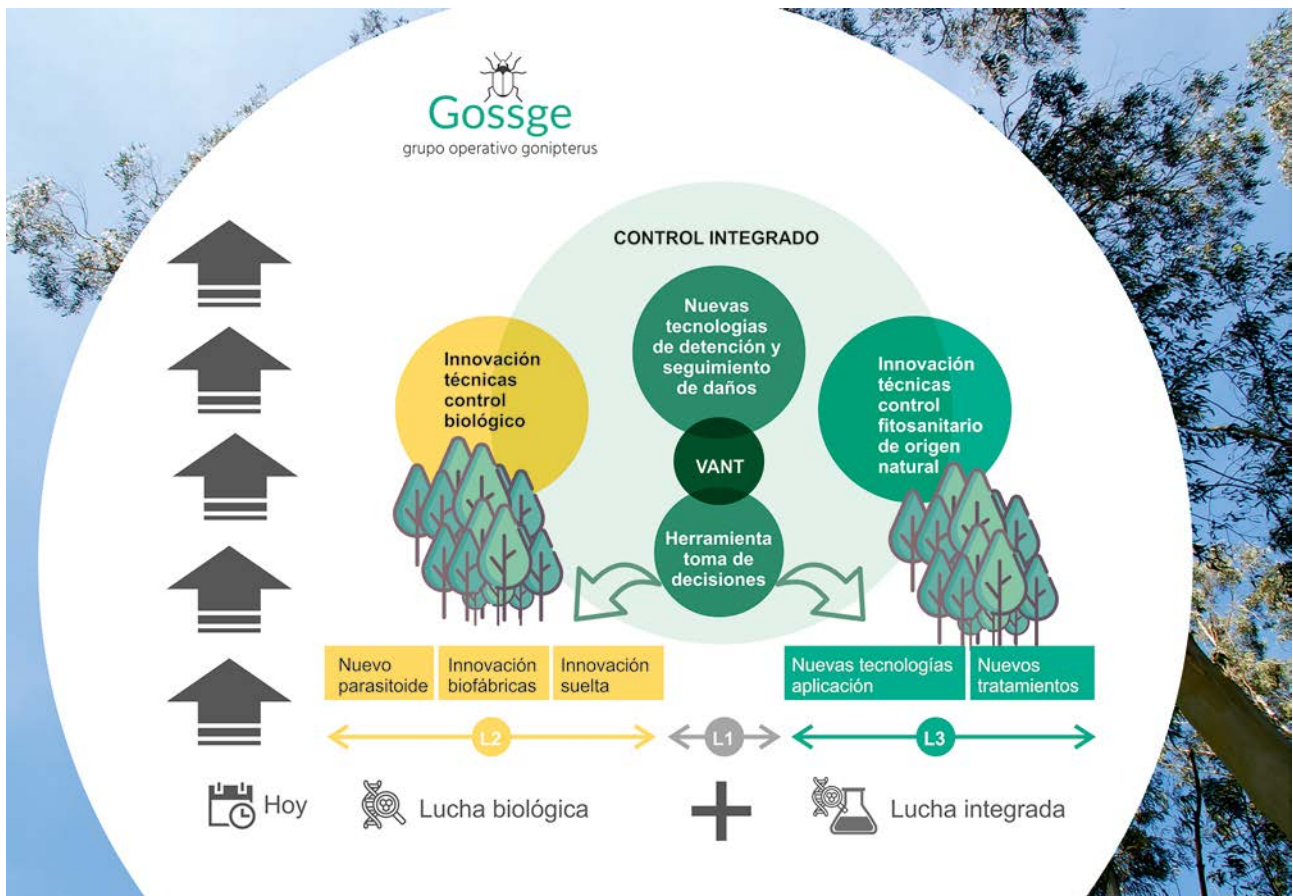 Gossge
grupo operativo gonipterus
CONTROL INTEGRADO
Nuevas
tecnologias
de detención y
seguimiento
de daños
Innovación
técnicas
control
biológico
Innovación
técnicas
control
fitosanitario
de origen
natural
VANT
Herramienta
toma de
decisiones
Nuevo
parasitoide
Innovación
biofábricas
Innovación
suelta
Nuevas tecnologías
aplicación
Nuevos
tratamientos
L2
L1
L3
Hoy
Lucha biológica
Lucha integrada